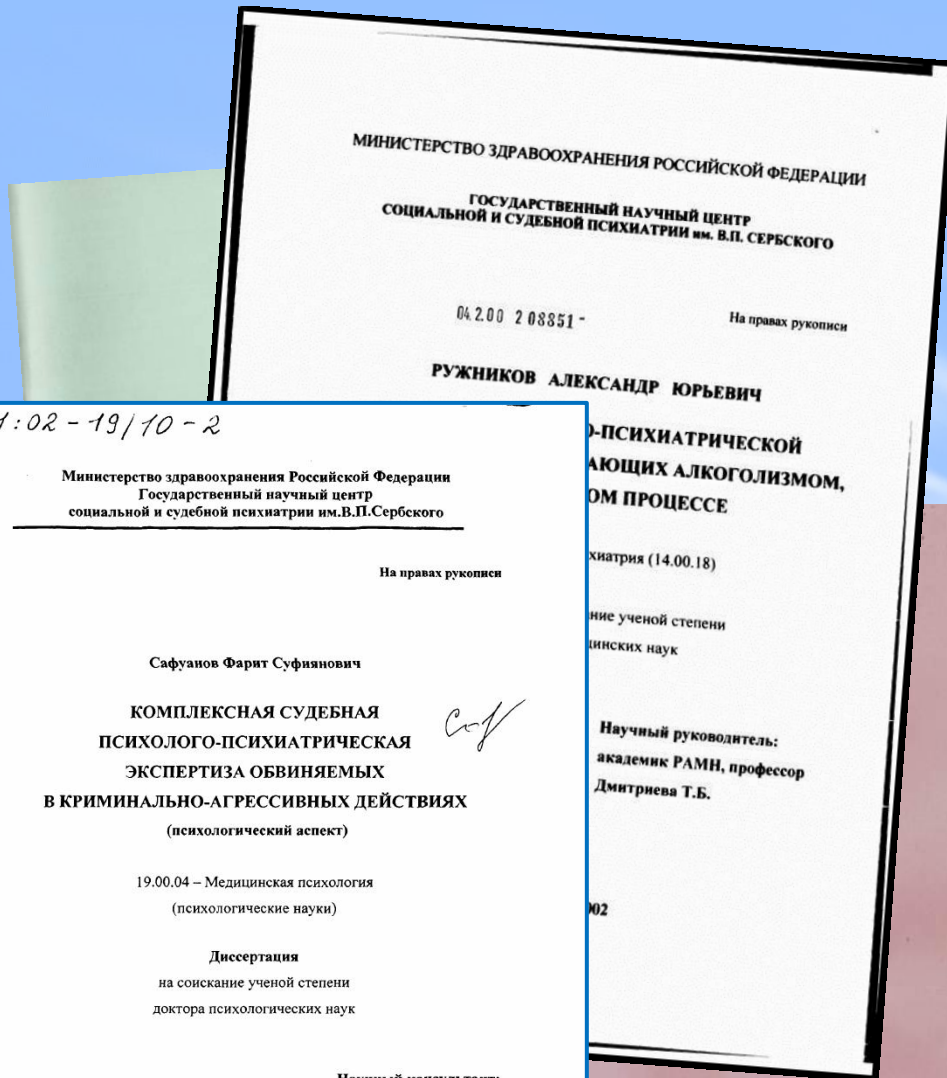 МИНИСТЕРСТВО ЗДРАВООХРАНЕНИЯ РОССИЙСКОЙ ФЕДЕРАЦИИ
ГОСУДАРСТВЕННЫЙ НАУЧНЫЙ ЦЕНТР
СОЦИАЛЬНОЙ И СУДЕБНОЙ ПСИХИАТРИИ им. В.П. СЕРБСКОГО
04.2.00 2 08851 -
На правах рукописи
РУЖНИКОВ АЛЕКСАНДР ЮРЬЕВИЧ
О-ПСИХИАТРИЧЕСКОЙ
АЮЩИХ АЛКОГОЛИЗМОМ,
ОМ ПРОЦЕССЕ
хиатрия (14.00.18)
ние ученой степени
цинских наук
Научный руководитель:
академик РАМН, профессор
Дмитриева Т.Б.
002
1:02-19/10-2
Министерство здравоохранения Российской Федерации
Государственный научный центр
социальной и судебной психиатрии им.В.П.Сербского
На правах рукописи
Сафуанов Фарит Суфиянович
КОМПЛЕКСНАЯ СУДЕБНАЯ
ПСИХОЛОГО-ПСИХИАТРИЧЕСКАЯ
ЭКСПЕРТИЗА ОБВИНЯЕМЫХ
В КРИМИНАЛЬНО-АГРЕССИВНЫХ ДЕЙСТВИЯХ
(психологический аспект)
19.00.04 – Медицинская психология
(психологические науки)
Диссертация
на соискание ученой степени
доктора психологических наук